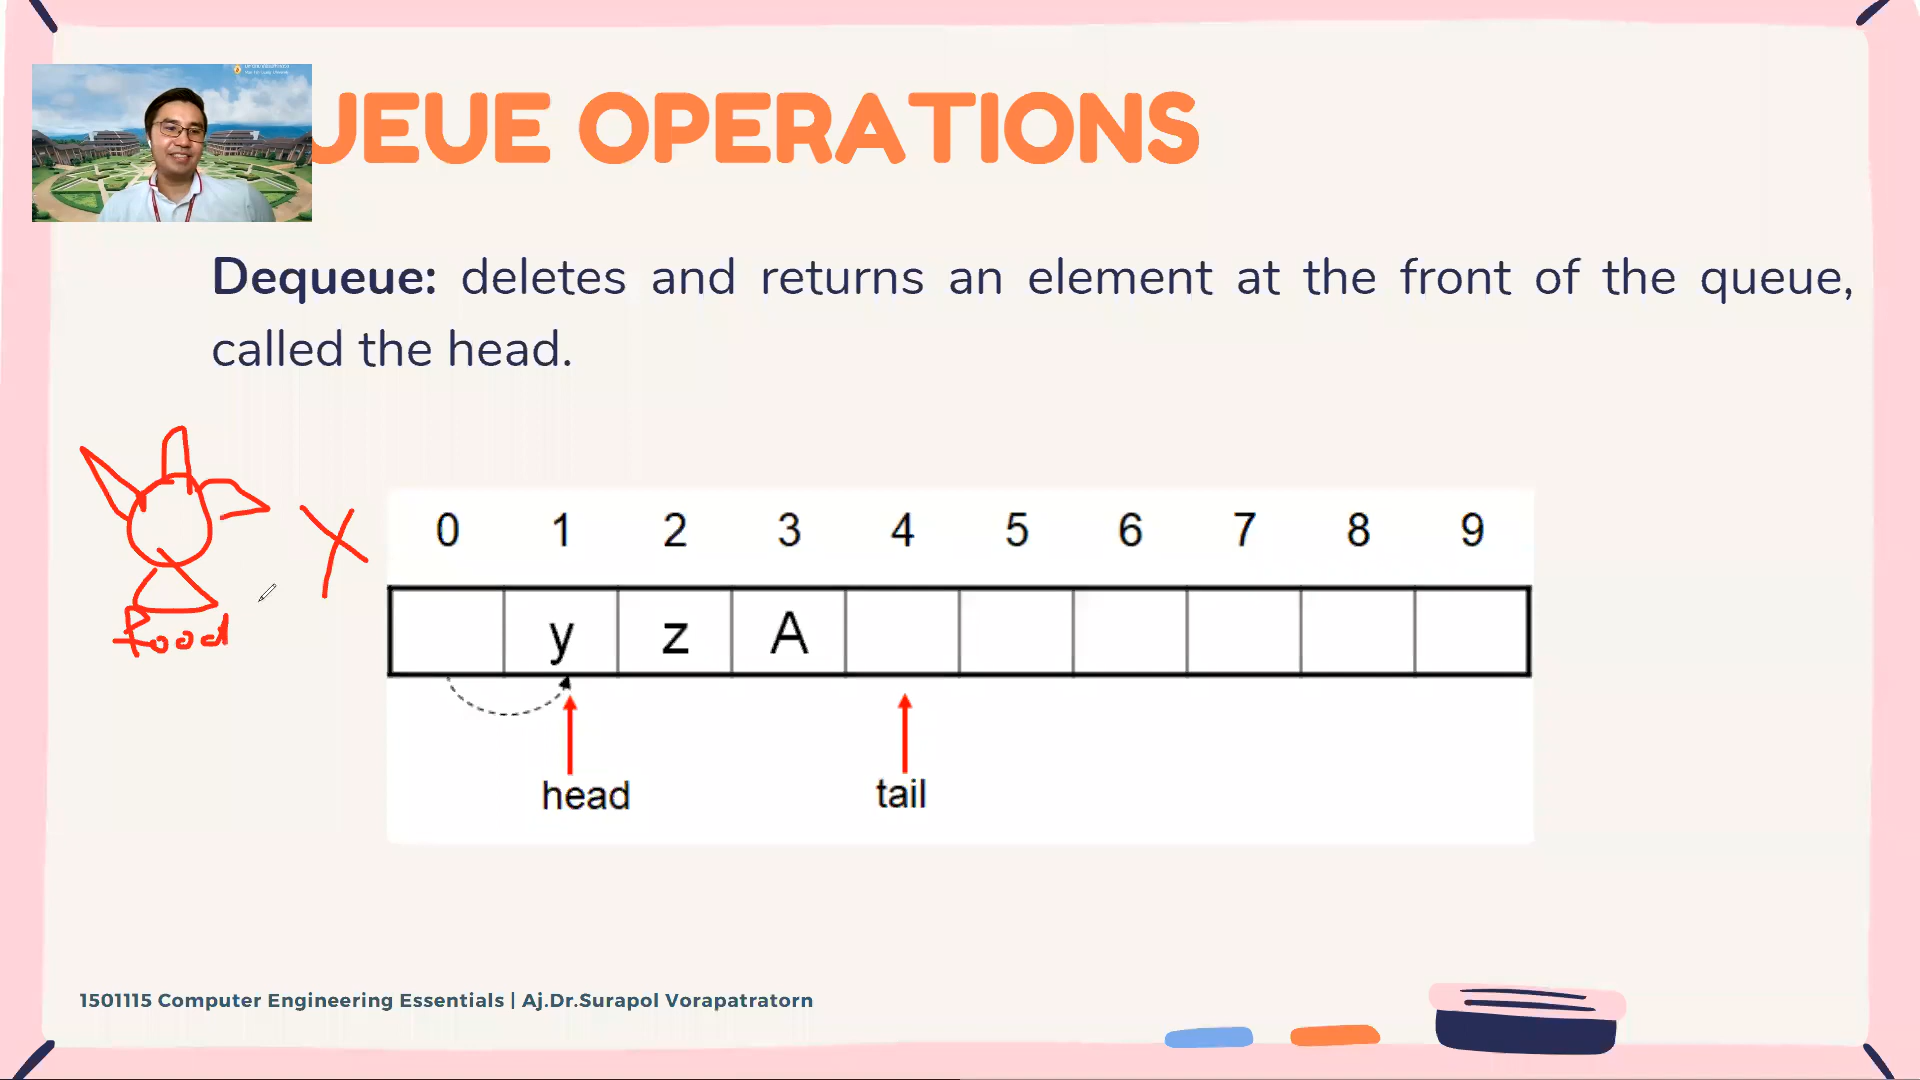 UEUE OPERATIONS
Dequeue: deletes and returns an element at the front of the queue,
called the head.
X
0 1 2 3 4 5 6 7 8 9
y z A
Food
head tail
1501115 Computer Engineering Essentials | Aj.Dr.Surapol Vorapatratorn